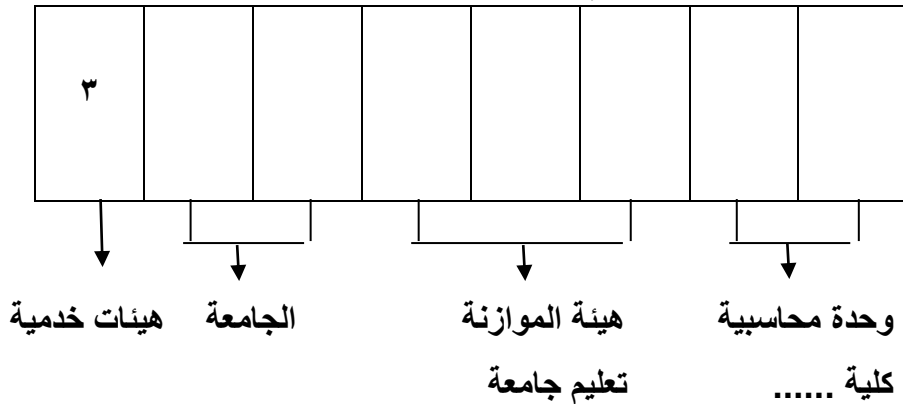 ٣
وحدة محاسبية هيئة الموازنة الجامعة هيئات خدمية
كلية ...... تعليم جامعة